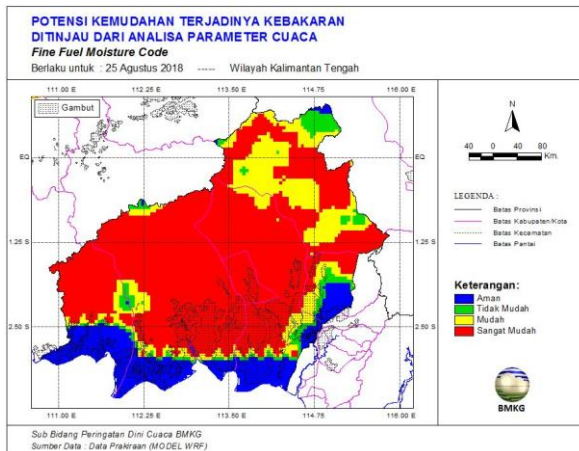 POTENSI KEMUDAHAN TERJADINYA KEBAKARAN
DITINJAU DARI ANALISA PARAMETER CUACA
Fine Fuel Moisture Code
Berlaku untuk : 25 Agustus 2018 ----- Wilayah Kalimantan Tengah
111.00 112.25 113.50 114.75 116.00
Gambut
EQ EQ
1.25 S 1.25 S
2.50 S 2.50 S
111.00 112.25 113.50 114.75 116.00
N
40 0 40 80
Km.
LEGENDA :
Batas Provinsi
Batas Kabupaten/Kota
Batas Kecamatan
Batas Pantai
Keterangan:
Aman
Tidak Mudah
Mudah
Sangat Mudah
BMKG
Sub Bidang Peringatan Dini Cuaca BMKG
Sumber Data : Data Prakiraan (MODEL WRF)